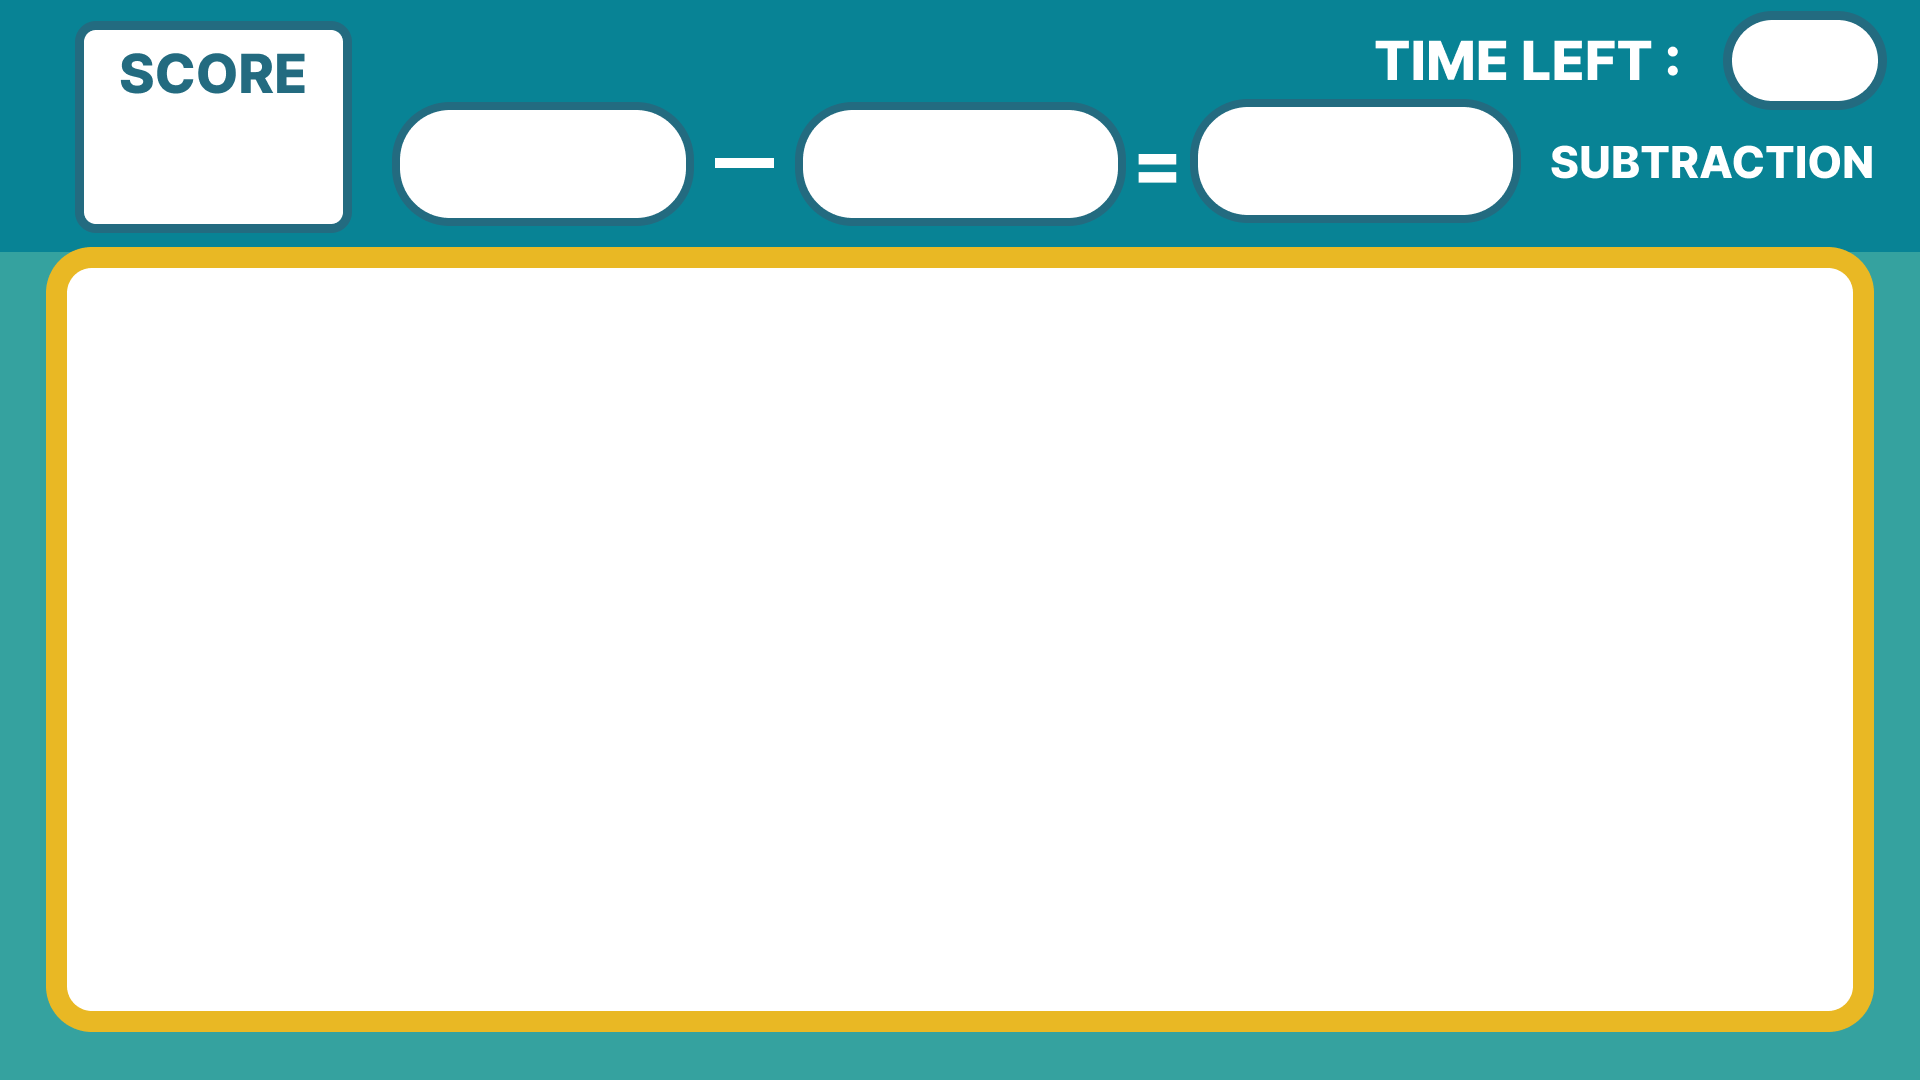 SCORE
TIME LEFT :
— =
SUBTRACTION